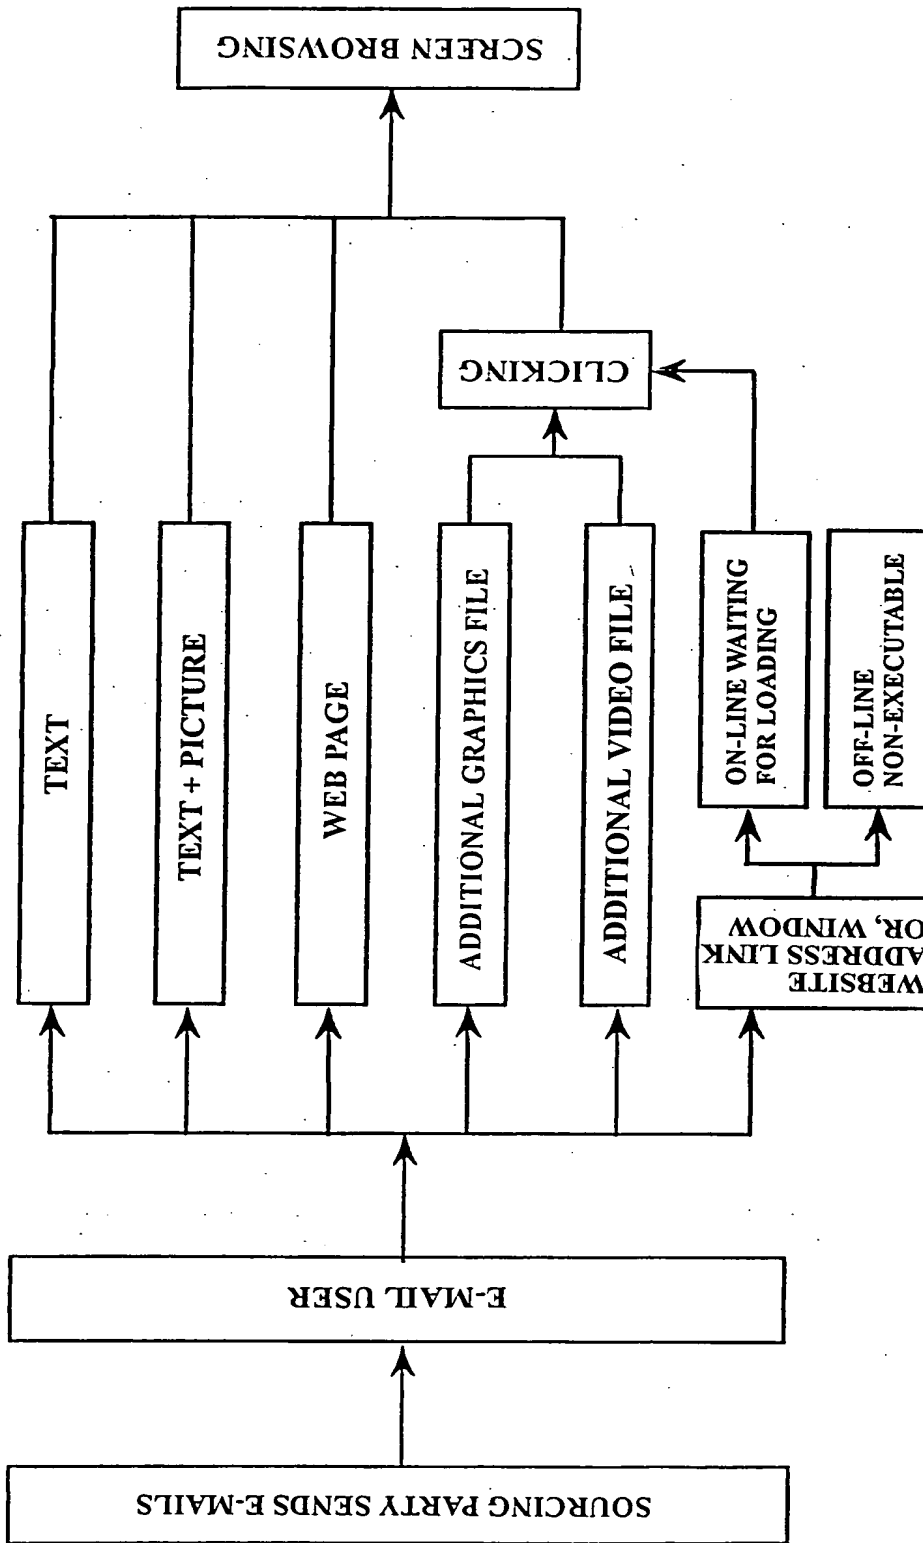 SOURCING PARTY SENDS E-MAILS
E-MAIL USER
TEXT
TEXT + PICTURE
WEB PAGE
ADDITIONAL GRAPHICS FILE
ADDITIONAL VIDEO FILE
WEBSITE
ADDRESS LINK
OR, WINDOW
ON-LINE WAITING
FOR LOADING
OFF-LINE
NON-EXECUTABLE
CLICKING
SCREEN BROWSING